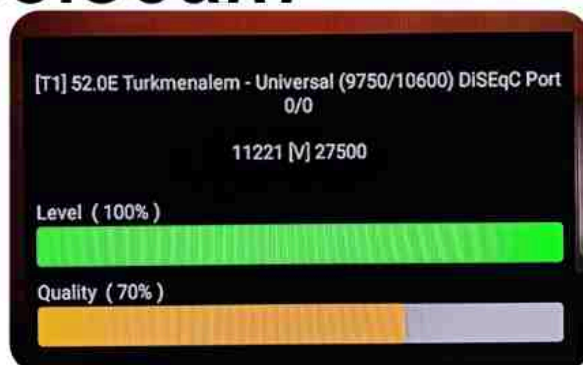 [T1] 52.0E Turkmenalem - Universal (9750/10600) DiSEqC Port
0/0
11221 [V] 27500
Level ( 100% )
Quality ( 70% )